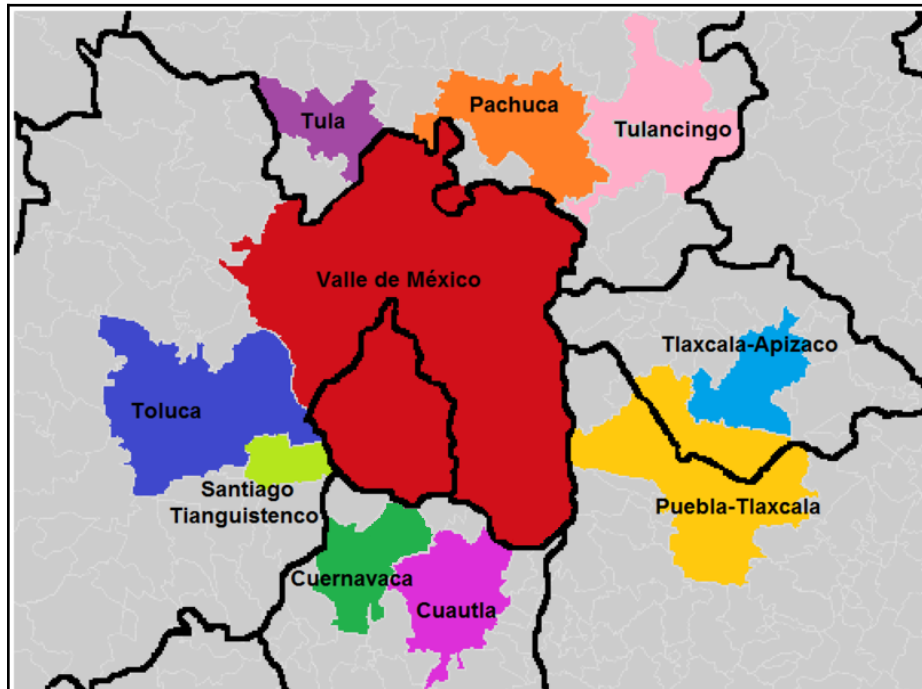 Pachuca
Tula
Tulancingo
Valle de México
Tlaxcala-Apizaco
Toluca
Santiago
Tianguistenco
Puebla-Tlaxcala
Cuernavaca
Cuautla